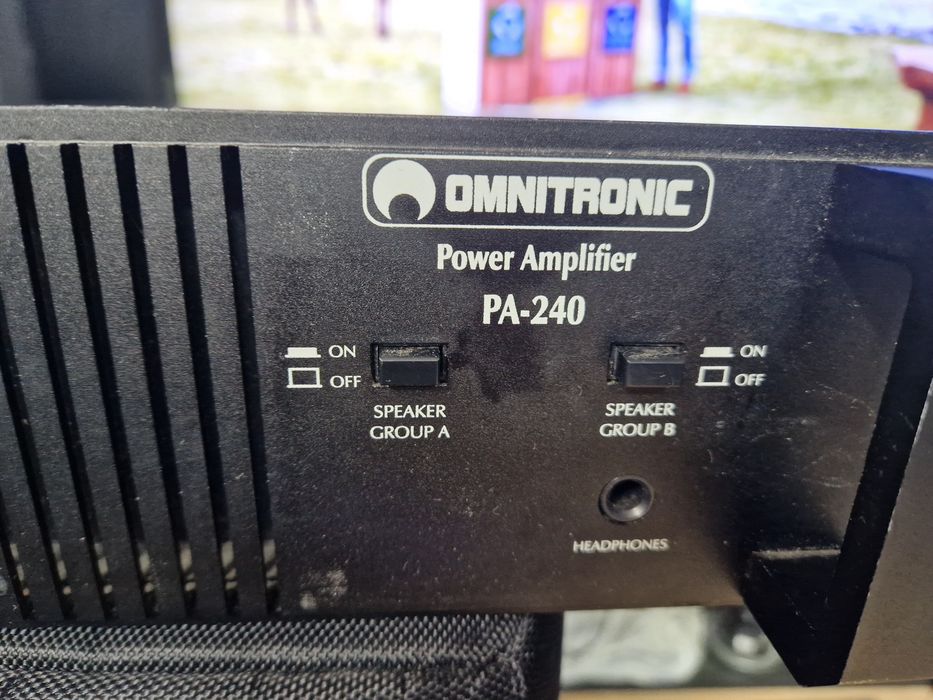 OMNITRONIC
Power Amplifier
PA-240
ON
OFF
SPEAKER
GROUP A
ON
OFF
SPEAKER
GROUP B
HEADPHONES